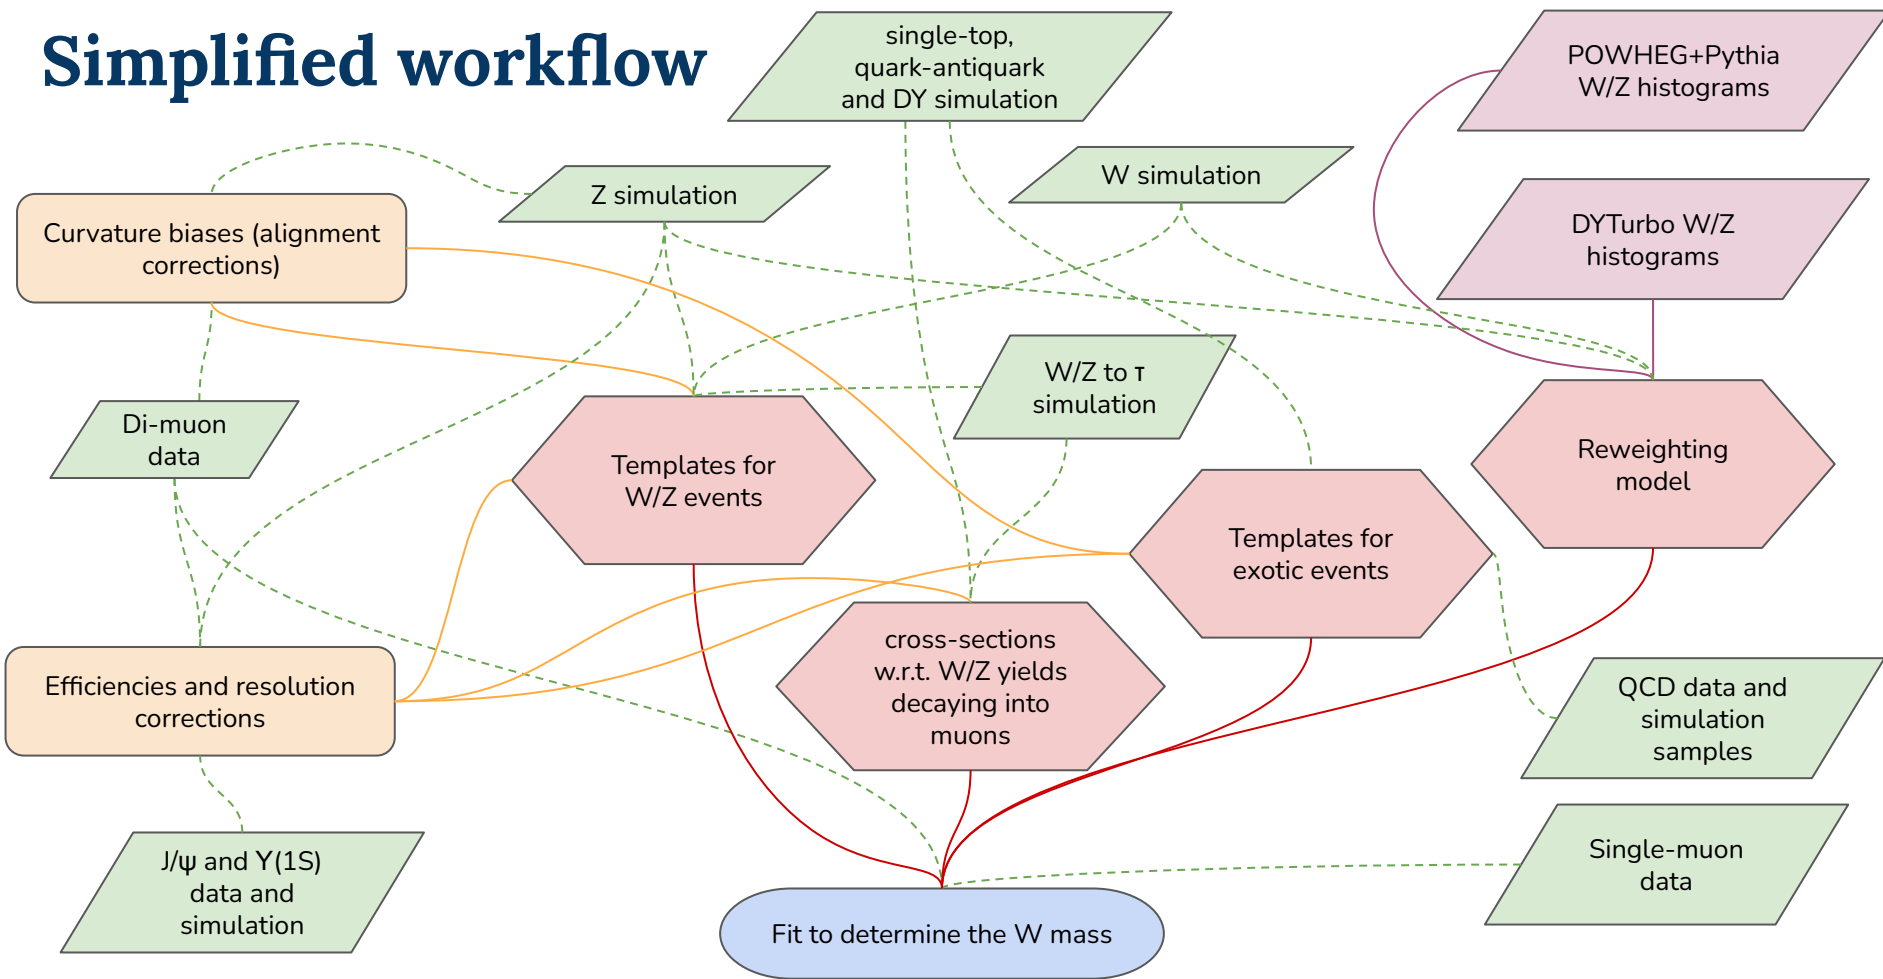 Simplified workflow
single-top,
quark-antiquark
and DY simulation
POWHEG+Pythia
W/Z histograms
Z simulation
W simulation
Curvature biases (alignment
corrections)
DYTurbo W/Z
histograms
W/Z to τ
simulation
Di-muon
data
Templates for
W/Z events
Reweighting
model
Templates for
exotic events
cross-sections
w.r.t. W/Z yields
decaying into
muons
Efficiencies and resolution
corrections
QCD data and
simulation
samples
J/ψ and Υ(1S)
data and
simulation
Single-muon
data
Fit to determine the W mass